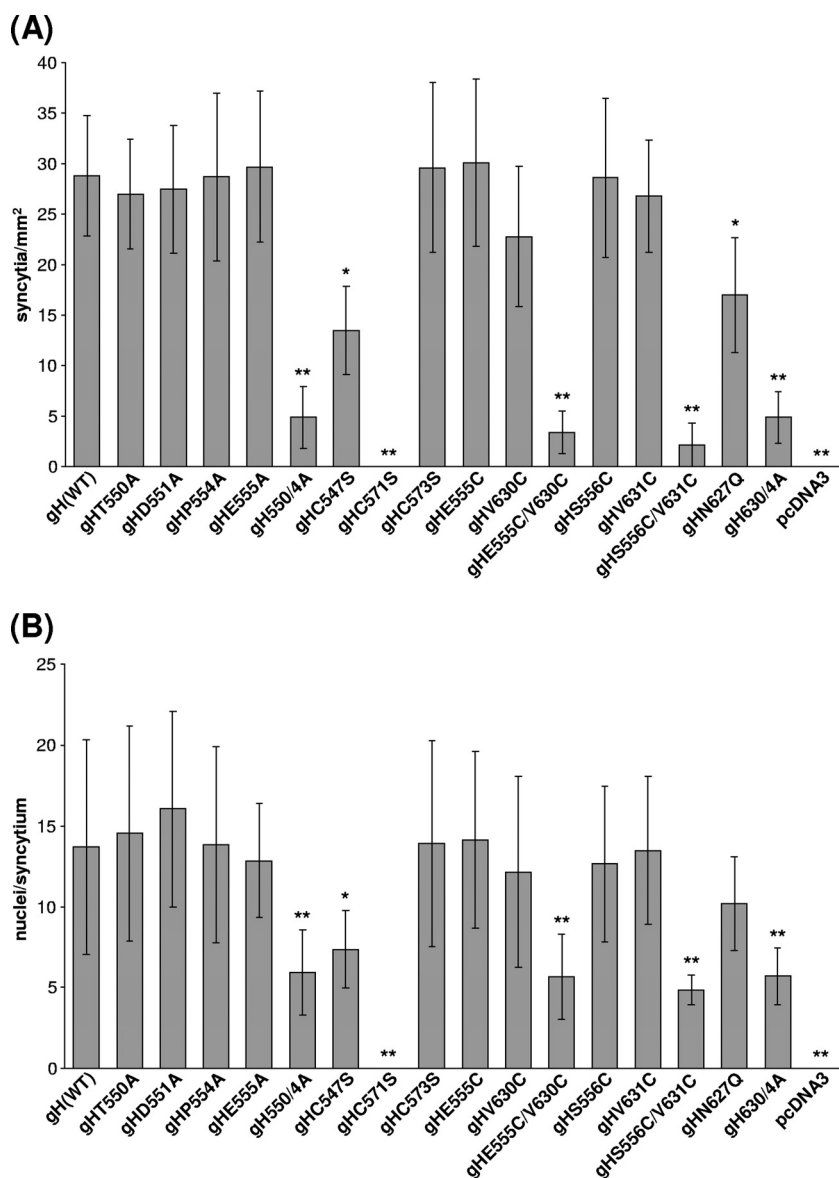 (A)
40
35
30
25
20
15
10
5
0
syncytia/mm²
*
*
**
**
**
**
**
**
gH(WT)
gHT550A
gHD551A
gHP554A
gHE555A
gH550/4A
gHC547S
gHC571S
gHC573S
gHE555C
gHV630C
gHE555C/V630C
gHS556C
gHV631C
gHS556C/V631C
gHN627Q
gH630/4A
pcDNA3
(B)
25
20
15
10
5
0
nuclei/syncytium
**
*
**
**
**
**
**
gH(WT)
gHT550A
gHD551A
gHP554A
gHE555A
gH550/4A
gHC547S
gHC571S
gHC573S
gHE555C
gHV630C
gHE555C/V630C
gHS556C
gHV631C
gHS556C/V631C
gHN627Q
gH630/4A
pcDNA3